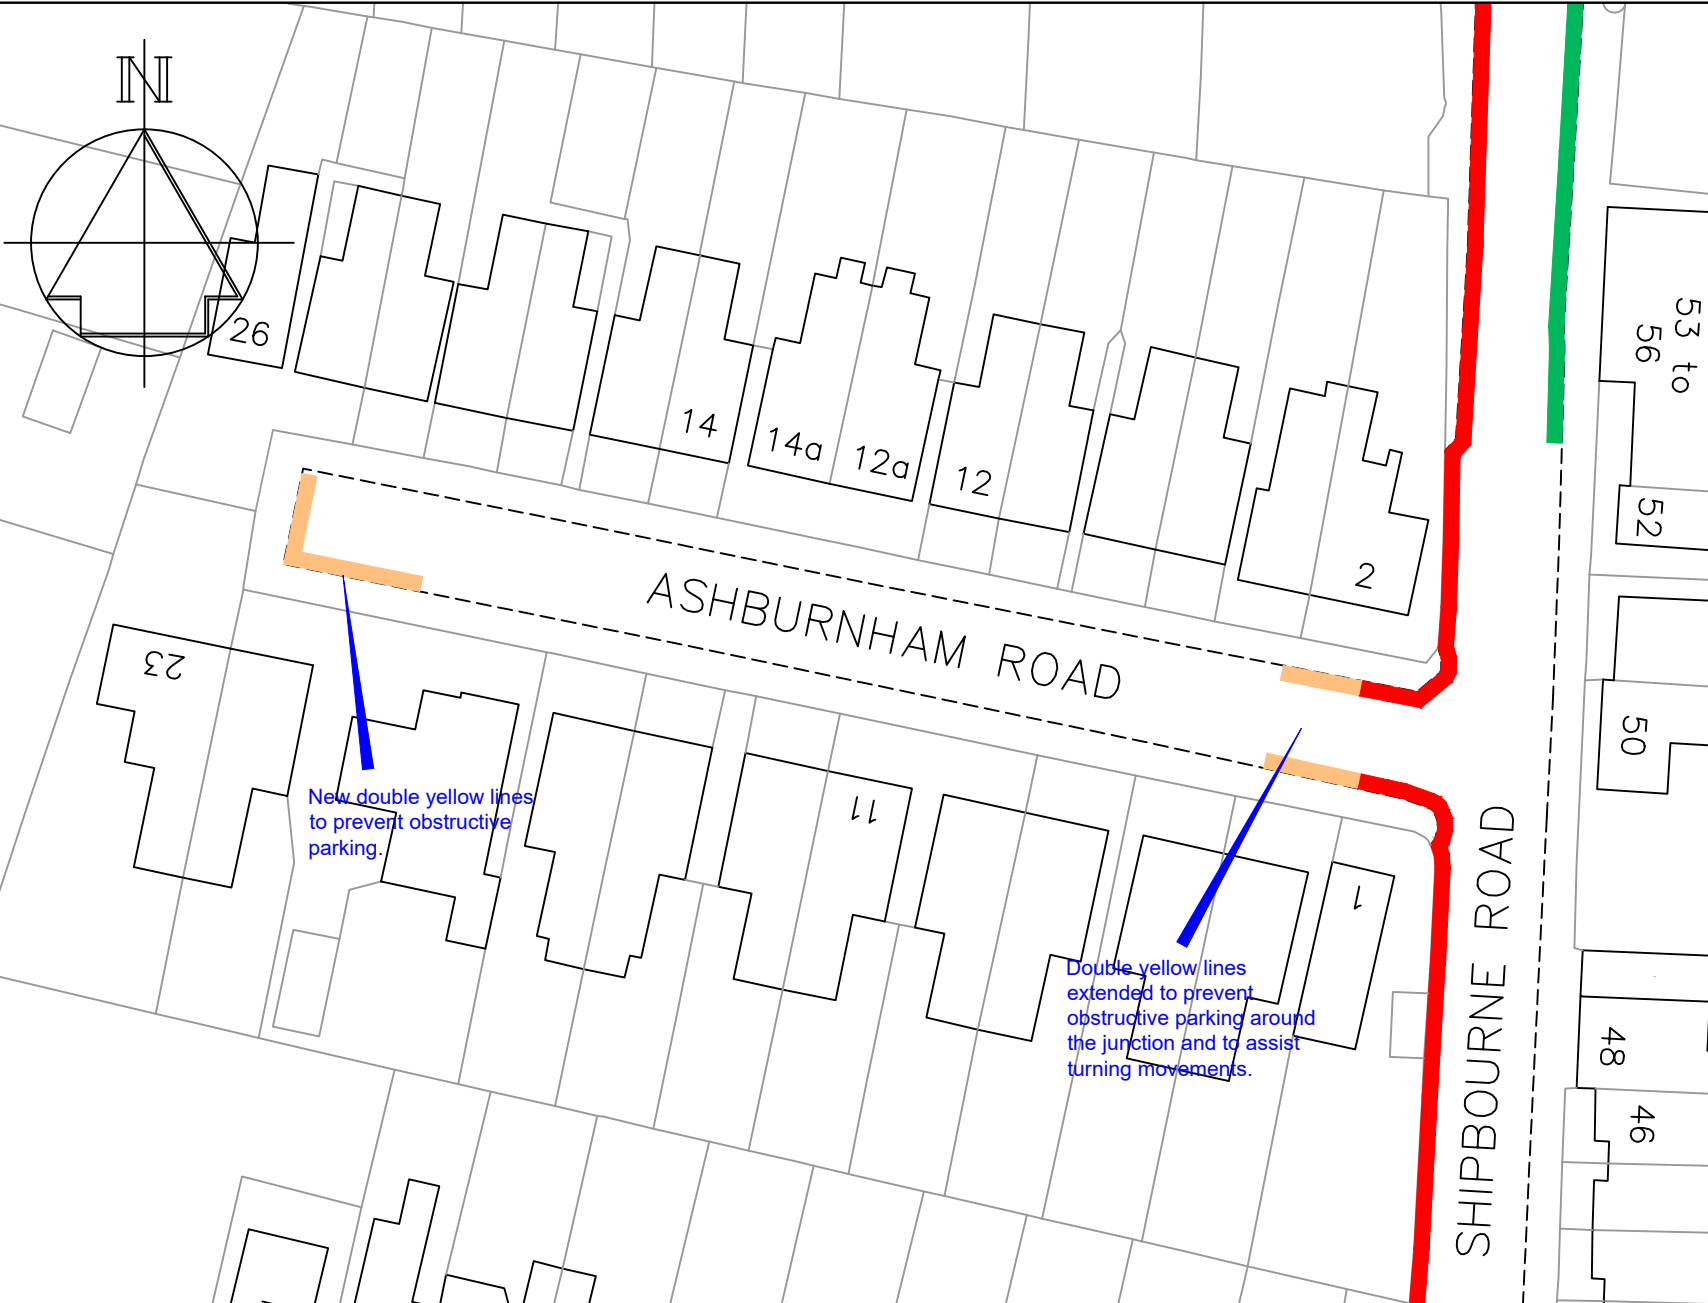 N
26
14
14a
12a
12
2
53 to
56
52
50
48
46
ASHBURNHAM ROAD
SHIPBOURNE ROAD
23
11
1
New double yellow lines
to prevent obstructive
parking.
Double yellow lines
extended to prevent
obstructive parking around
the junction and to assist
turning movements.